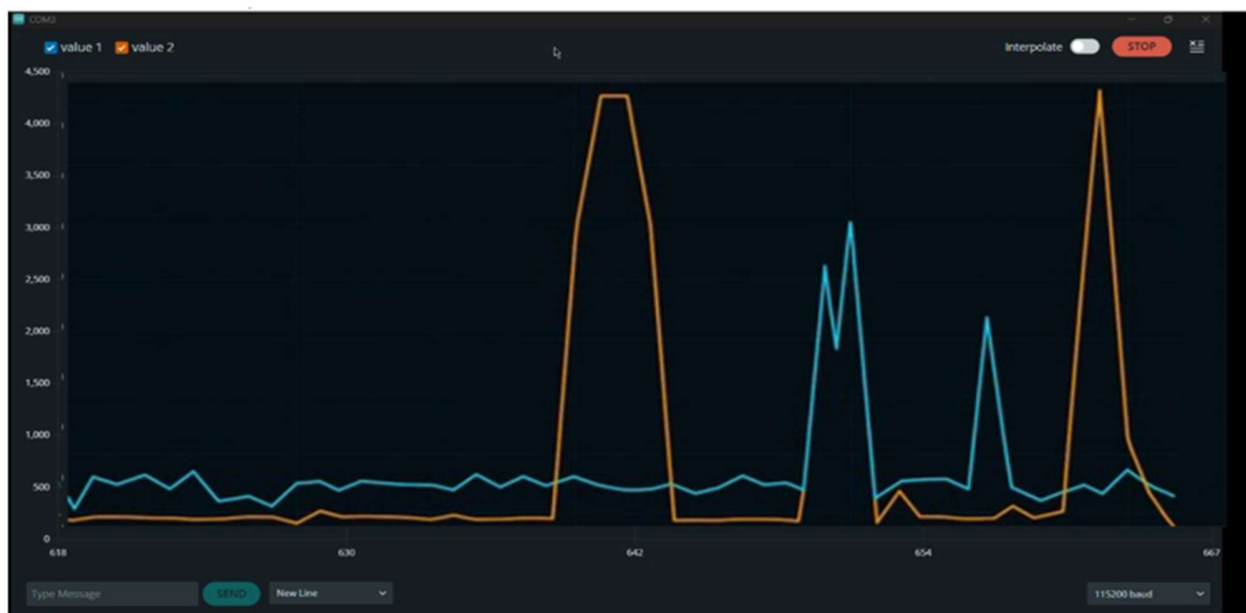 COM3
value 1 value 2 Interpolate STOP
4,500
4,000
3,500
3,000
2,500
2,000
1,500
1,000
500
0
618 630 642 654 667
Type Message SEND New Line 115200 baud